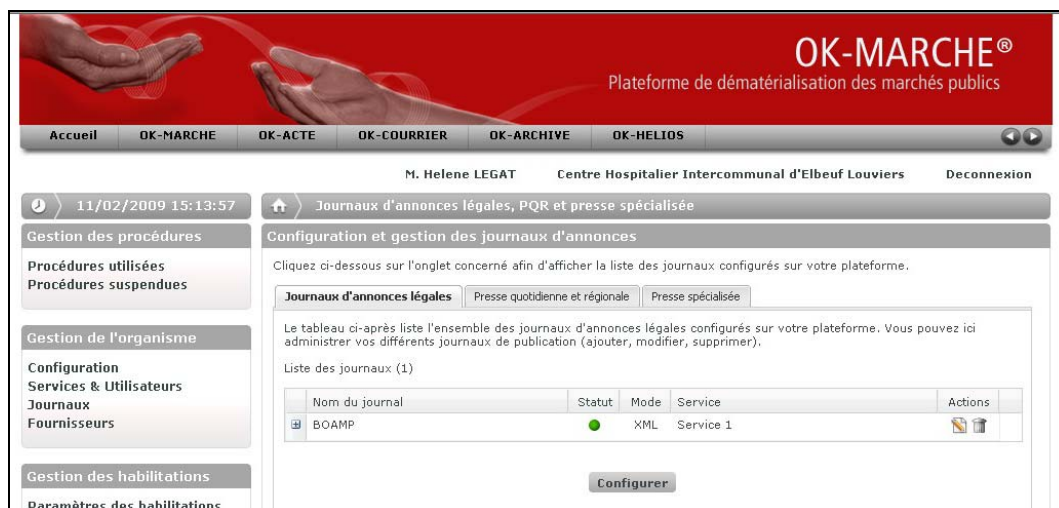 OK-MARCHE®
Plateforme de dématérialisation des marchés publics
Accueil OK-MARCHE OK-ACTE OK-COURRIER OK-ARCHIVE OK-HELIOS
M. Helene LEGAT Centre Hospitalier Intercommunal d'Elbeuf Louviers Deconnexion
11/02/2009 15:13:57
Journaux d'annonces légales, PQR et presse spécialisée
Gestion des procédures
Procédures utilisées
Procédures suspendues
Gestion de l'organisme
Configuration
Services & Utilisateurs
Journaux
Fournisseurs
Gestion des habilitations
Paramètres des habilitations
Configuration et gestion des journaux d'annonces
Cliquez ci-dessous sur l'onglet concerné afin d'afficher la liste des journaux configurés sur votre plateforme.
Journaux d'annonces légales Presse quotidienne et régionale Presse spécialisée
Le tableau ci-après liste l'ensemble des journaux d'annonces légales configurés sur votre plateforme. Vous pouvez ici
administrer vos différents journaux de publication (ajouter, modifier, supprimer).
Liste des journaux (1)
Nom du journal Statut Mode Service Actions
BOAMP XML Service 1
Configurer